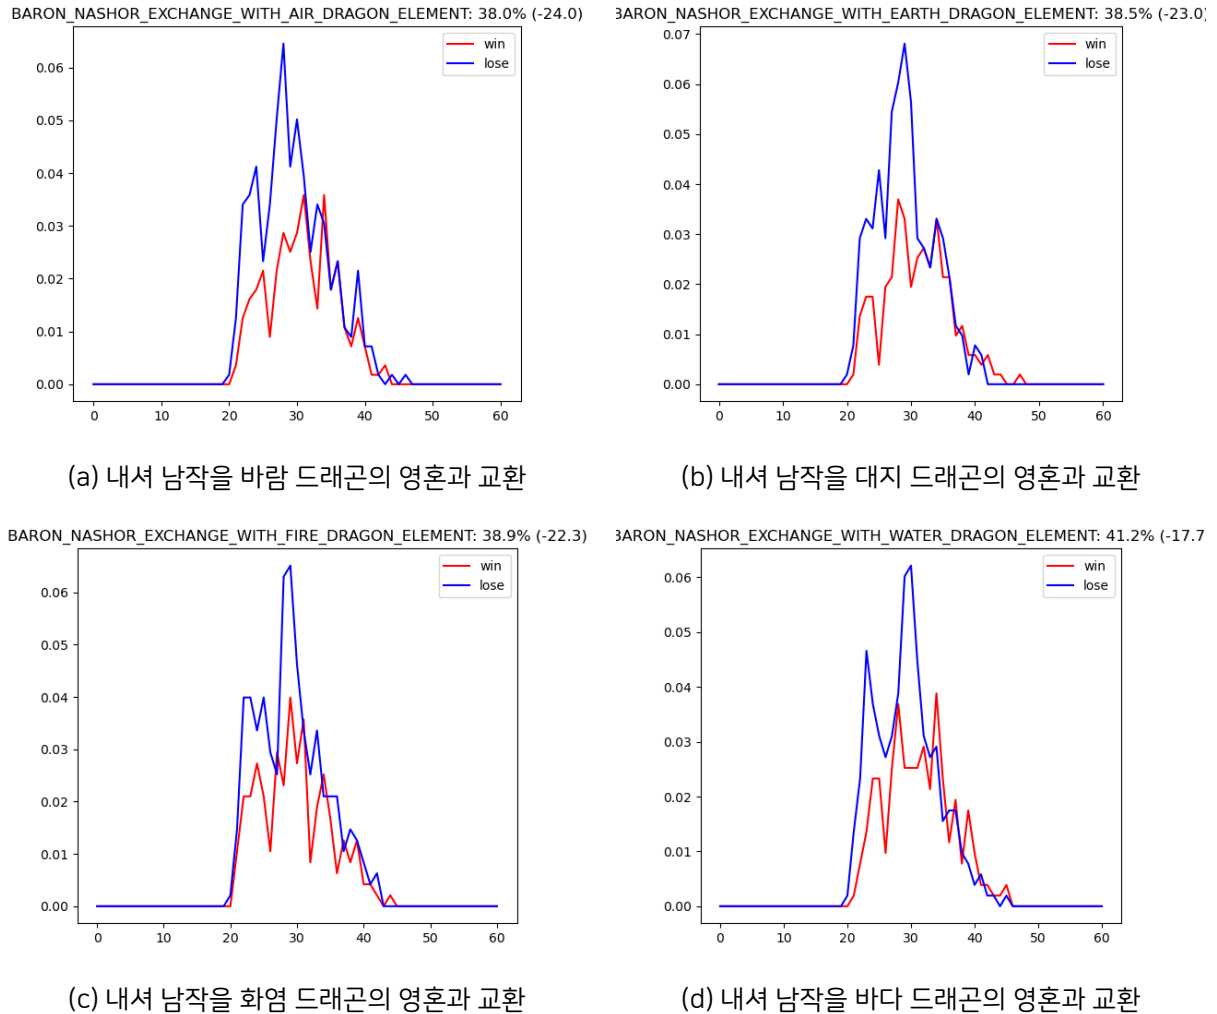 BARON_NASHOR_EXCHANGE_WITH_AIR_DRAGON_ELEMENT: 38.0% (-24.0)
win
lose
0.06
0.05
0.04
0.03
0.02
0.01
0.00
0 10 20 30 40 50 60
(a) 내셔 남작을 바람 드래곤의 영혼과 교환
BARON_NASHOR_EXCHANGE_WITH_EARTH_DRAGON_ELEMENT: 38.5% (-23.0)
win
lose
0.07
0.06
0.05
0.04
0.03
0.02
0.01
0.00
0 10 20 30 40 50 60
(b) 내셔 남작을 대지 드래곤의 영혼과 교환
BARON_NASHOR_EXCHANGE_WITH_FIRE_DRAGON_ELEMENT: 38.9% (-22.3)
win
lose
0.06
0.05
0.04
0.03
0.02
0.01
0.00
0 10 20 30 40 50 60
(c) 내셔 남작을 화염 드래곤의 영혼과 교환
BARON_NASHOR_EXCHANGE_WITH_WATER_DRAGON_ELEMENT: 41.2% (-17.7
win
lose
0.06
0.05
0.04
0.03
0.02
0.01
0.00
0 10 20 30 40 50 60
(d) 내셔 남작을 바다 드래곤의 영혼과 교환